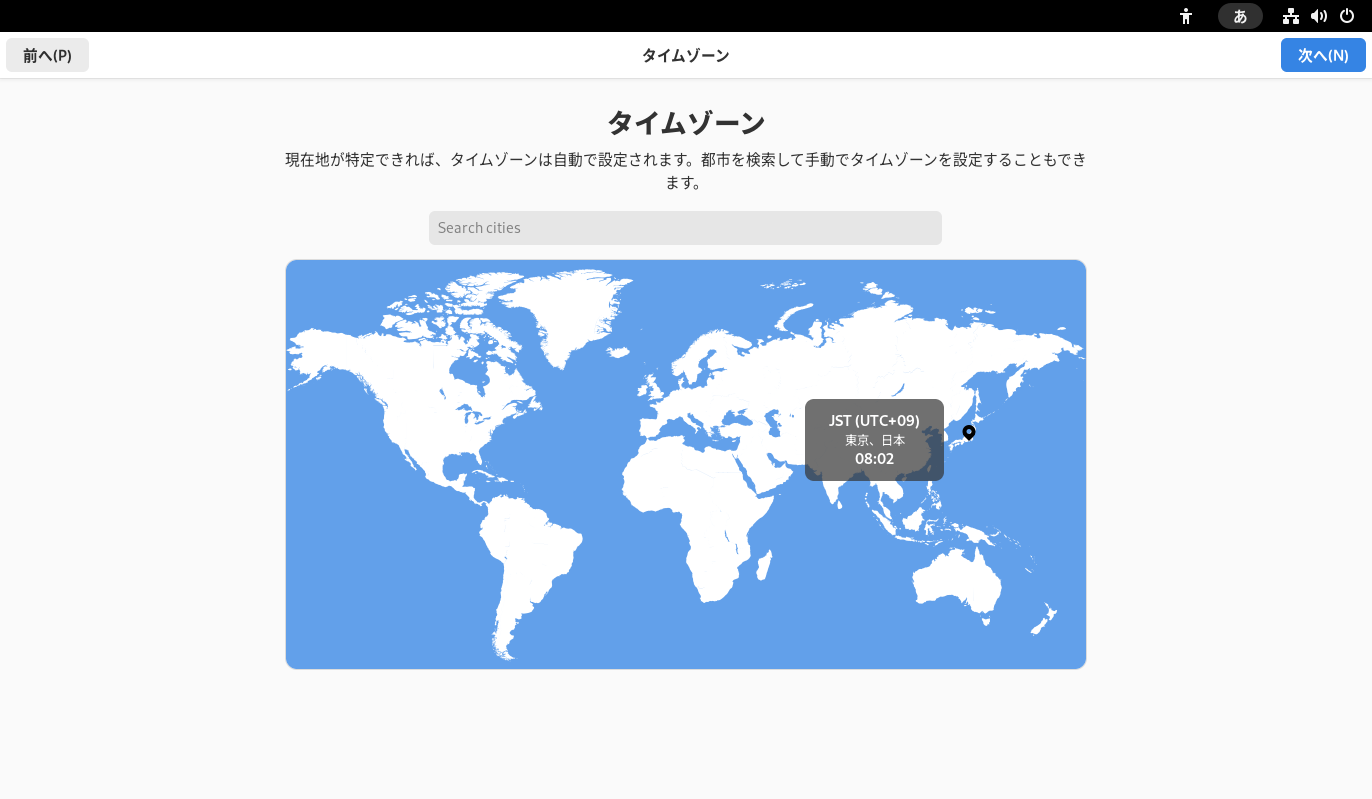 あ
前へ(P)
タイムゾーン
次へ(N)
タイムゾーン
現在地が特定できれば、タイムゾーンは自動で設定されます。都市を検索して手動でタイムゾーンを設定することもでき
ます。
Search cities
JST (UTC+09)
東京、日本
08:02